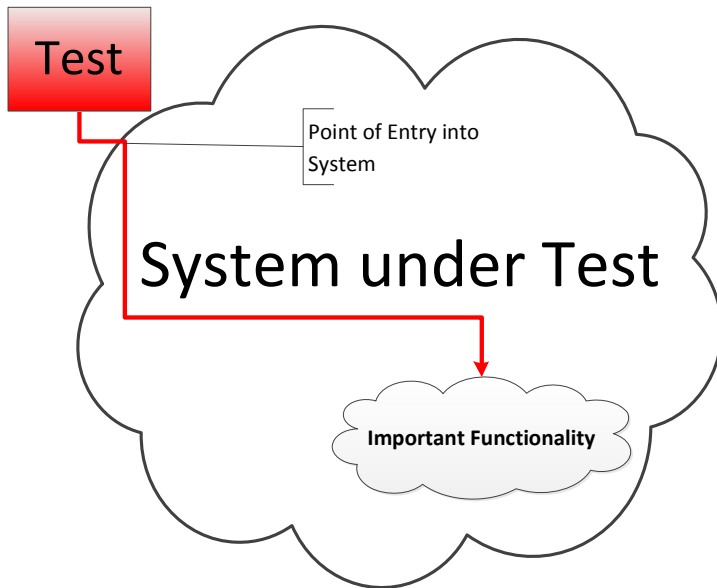 Test
Point of Entry into
System
System under Test
Important Functionality